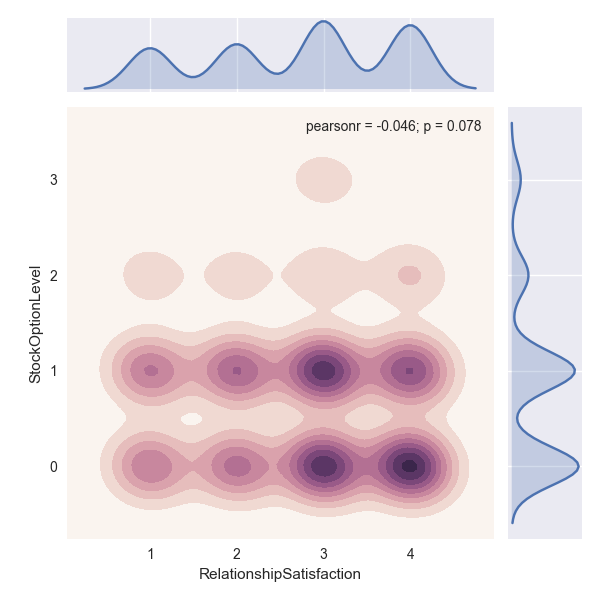 pearsonr = -0.046; p = 0.078
3
2
1
0
StockOptionLevel
1 2 3 4
RelationshipSatisfaction